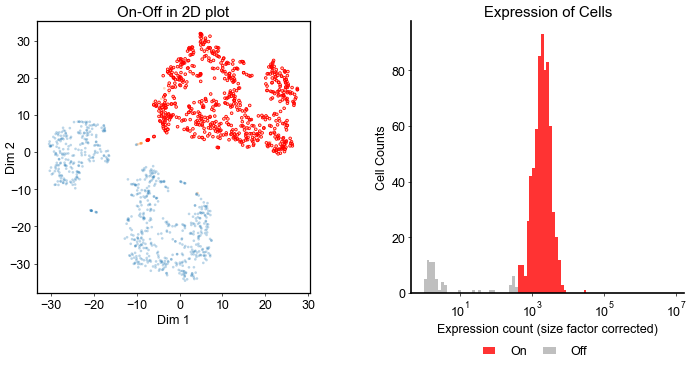 On-Off in 2D plot
Dim 2
30
20
10
0
−10
−20
−30
−30 −20 −10 0 10 20 30
Dim 1
Expression of Cells
Cell Counts
80
60
40
20
0
10^1 10^3 10^5 10^7
Expression count (size factor corrected)
On Off